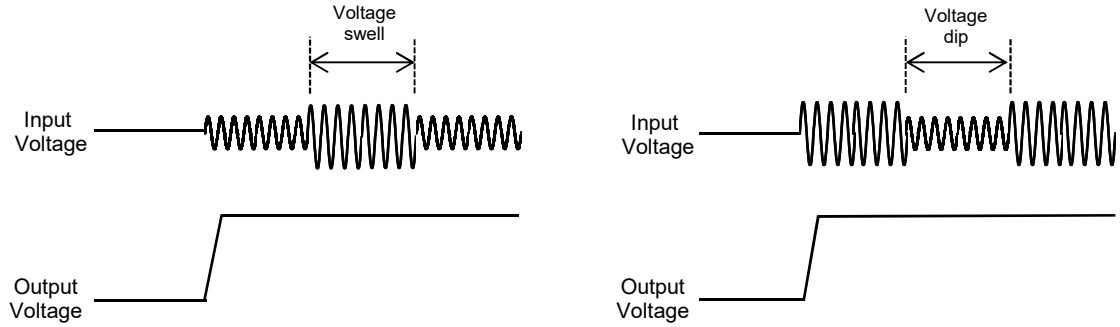 Voltage
swell
Input
Voltage
Output
Voltage
Voltage
dip
Input
Voltage
Output
Voltage